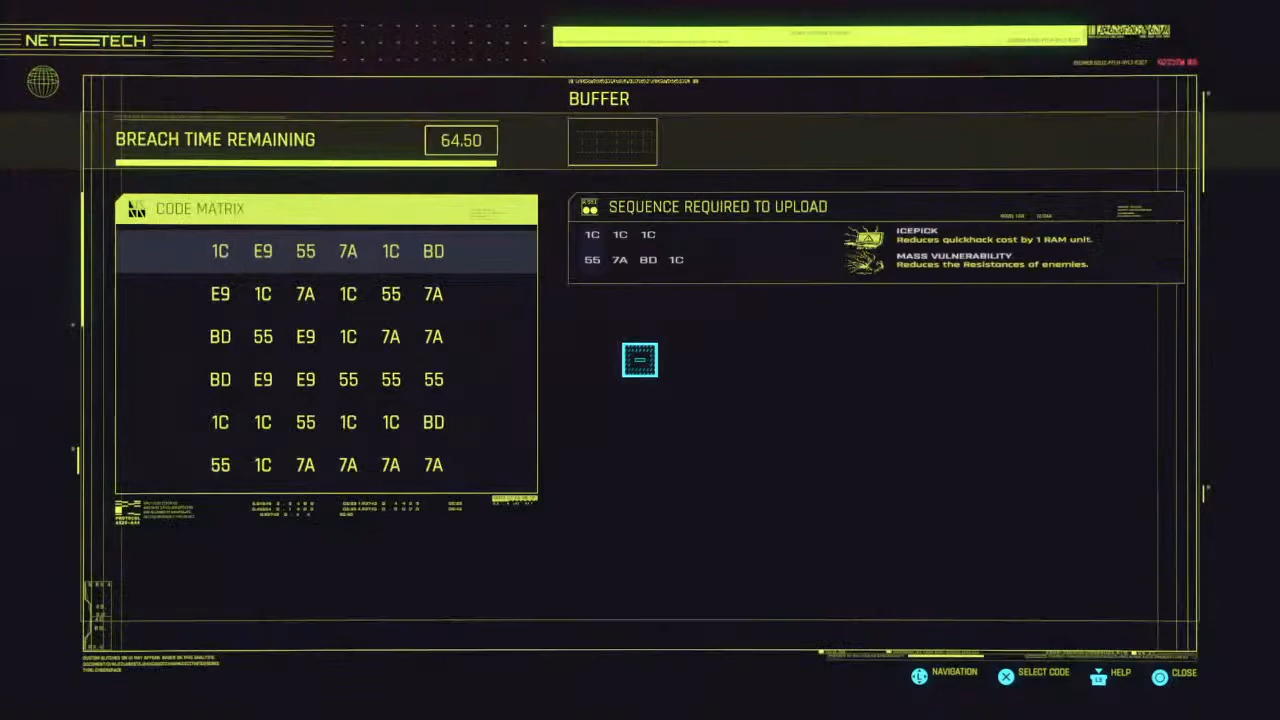 NET TECH
BUFFER
BREACH TIME REMAINING 64.50
CODE MATRIX
1C E9 55 7A 1C BD
E9 1C 7A 1C 55 7A
BD 55 E9 1C 7A 7A
BD E9 E9 55 55 55
1C 1C 55 1C 1C BD
55 1C 7A 7A 7A 7A
SEQUENCE REQUIRED TO UPLOAD
1C 1C 1C
ICEPICK
Reduces quickhack cost by 1 RAM unit.
55 7A BD 1C
MASS VULNERABILITY
Reduces the Resistances of enemies.
PROTOCOL
NAVIGATION
SELECT CODE
L2 HELP
CLOSE